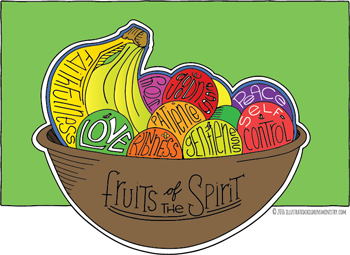 FAITHFULNESS
JOY
GOODNESS
PEACE
LOVE
PATIENCE
KINDNESS
GENTLENESS
SELF
CONTROL
fruits of
THE SPIRIT
© 2016 ILLUSTRATEDCHILDRENSMINISTRY.COM